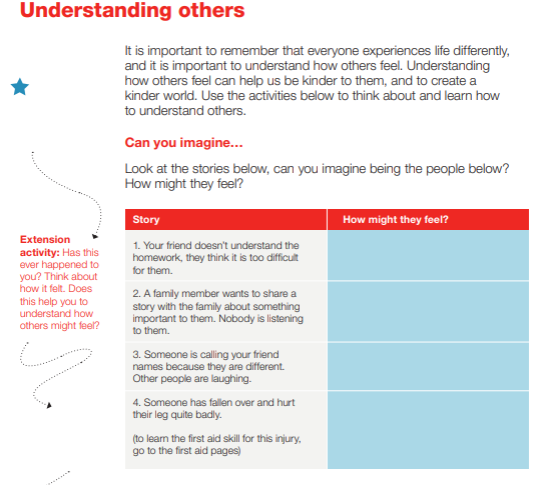 Understanding others
It is important to remember that everyone experiences life differently,
and it is important to understand how others feel. Understanding
how others feel can help us be kinder to them, and to create a
kinder world. Use the activities below to think about and learn how
to understand others.
Can you imagine...
Look at the stories below, can you imagine being the people below?
How might they feel?
Extension
activity: Has this
ever happened to
you? Think about
how it felt. Does
this help you to
understand how
others might feel?
Story
How might they feel?
1. Your friend doesn't understand the
homework, they think it is too difficult
for them.
2. A family member wants to share a
story with the family about something
important to them. Nobody is listening
to them.
3. Someone is calling your friend
names because they are different.
Other people are laughing.
4. Someone has fallen over and hurt
their leg quite badly.
(to learn the first aid skill for this injury,
go to the first aid pages)